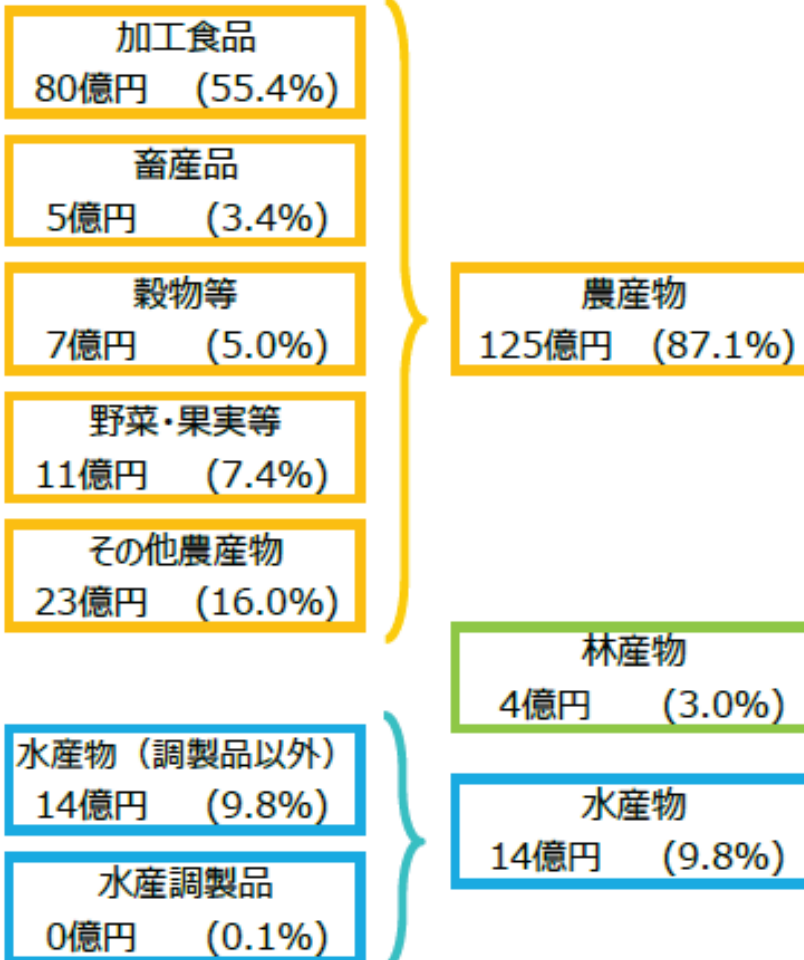 加工食品
80億円 (55.4%)
畜産品
5億円 (3.4%)
穀物等
7億円 (5.0%)
野菜・果実等
11億円 (7.4%)
その他農産物
23億円 (16.0%)
農産物
125億円 (87.1%)
林産物
4億円 (3.0%)
水産物（調製品以外）
14億円 (9.8%)
水産調製品
0億円 (0.1%)
水産物
14億円 (9.8%)